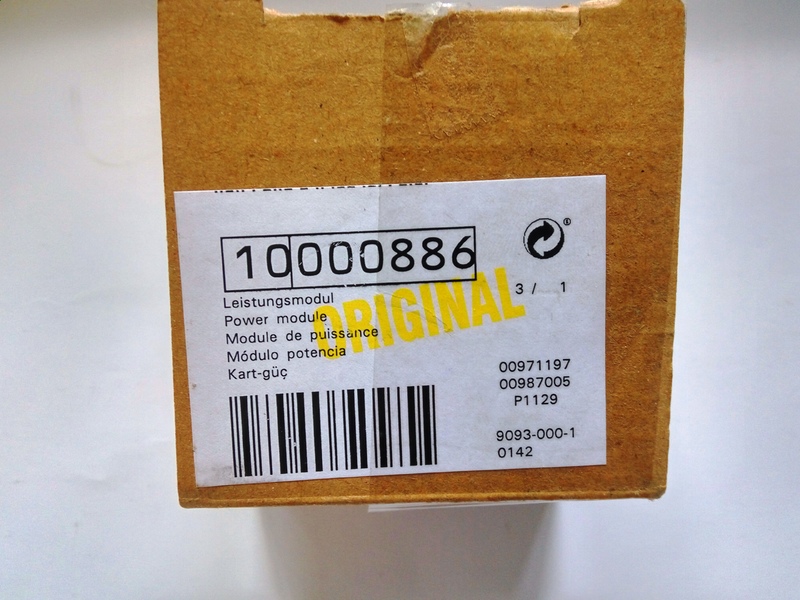 10000886
3 / 1
Leistungsmodul
Power module
Module de puissance
Módulo potencia
Kart-güç
ORIGINAL
00971197
00987005
P1129
9093-000-1
0142